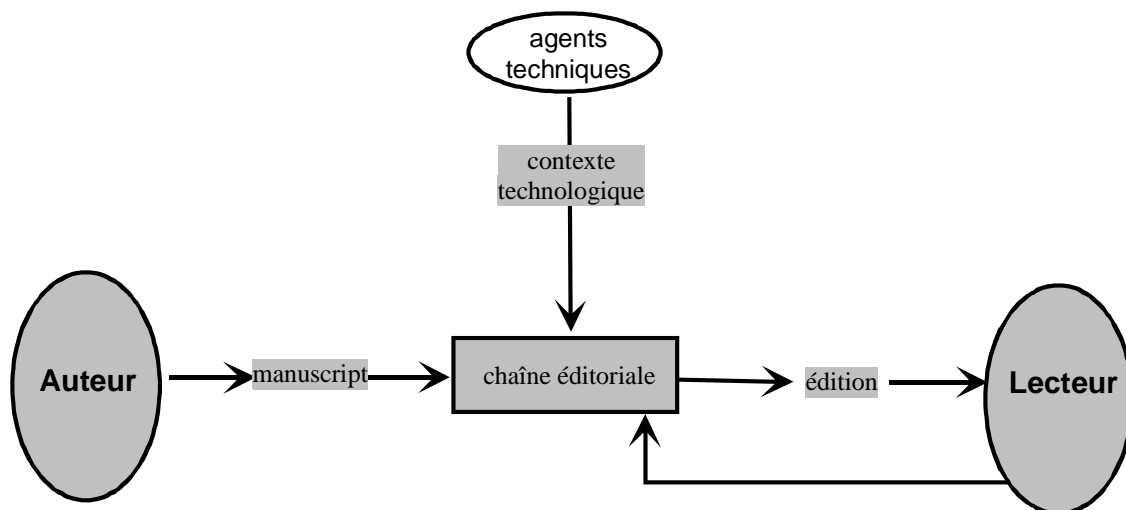 agents
techniques
contexte
technologique
Auteur
manuscript
chaîne éditoriale
édition
Lecteur